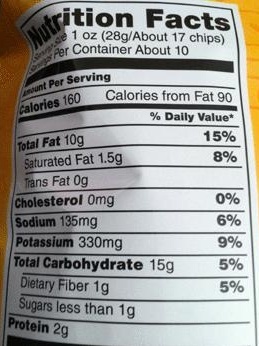 Nutrition Facts
Serving Size 1 oz (28g/About 17 chips)
Servings Per Container About 10
Amount Per Serving
Calories 160 Calories from Fat 90
% Daily Value*
Total Fat 10g 15%
Saturated Fat 1.5g 8%
Trans Fat 0g
Cholesterol 0mg 0%
Sodium 135mg 6%
Potassium 330mg 9%
Total Carbohydrate 15g 5%
Dietary Fiber 1g 5%
Sugars less than 1g
Protein 2g